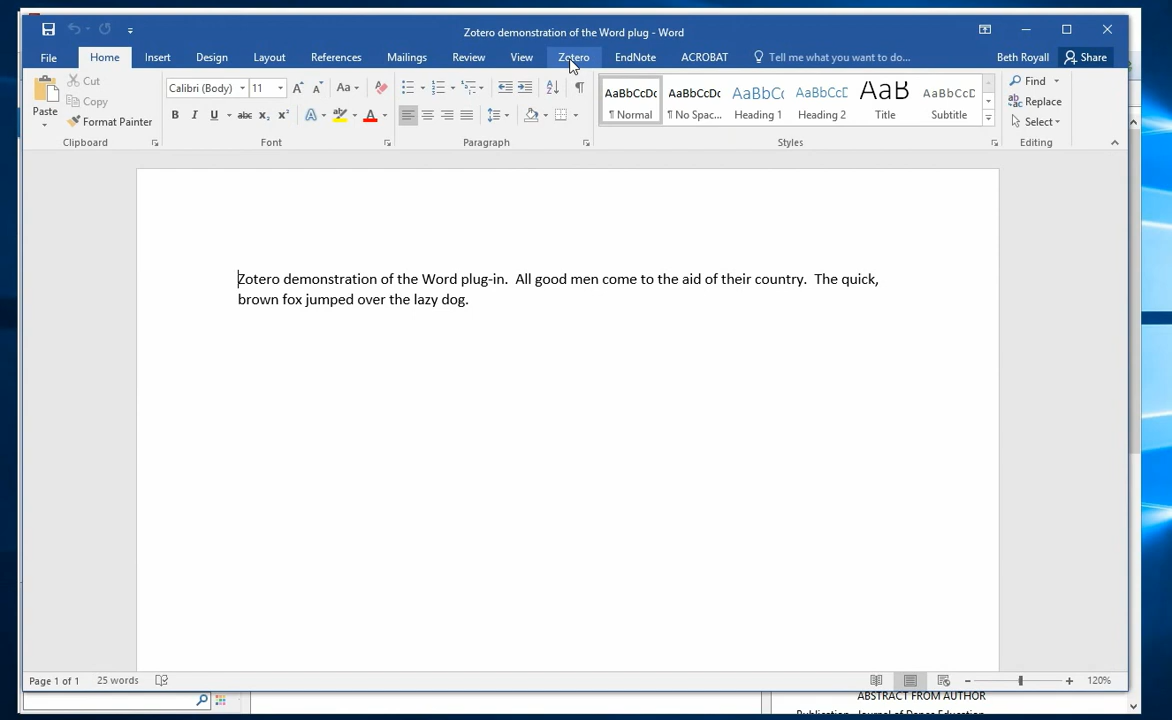 Zotero demonstration of the Word plug - Word
File Home Insert Design Layout References Mailings Review View Zotero EndNote ACROBAT Tell me what you want to do... Beth Royall Share
Paste
Cut
Copy
Format Painter
Clipboard
Calibri (Body) 11 Aa
B I U abc x₂ x² A aby A
Font
Paragraph
AaBbCcDc AaBbCcDc AaBbCc AaBbCcE AaB AaBbCcD
¶ Normal ¶ No Spac... Heading 1 Heading 2 Title Subtitle
Styles
Find
Replace
Select
Editing
Zotero demonstration of the Word plug-in. All good men come to the aid of their country. The quick,
brown fox jumped over the lazy dog.
Page 1 of 1 25 words 120%
ABSTRACT FROM AUTHOR